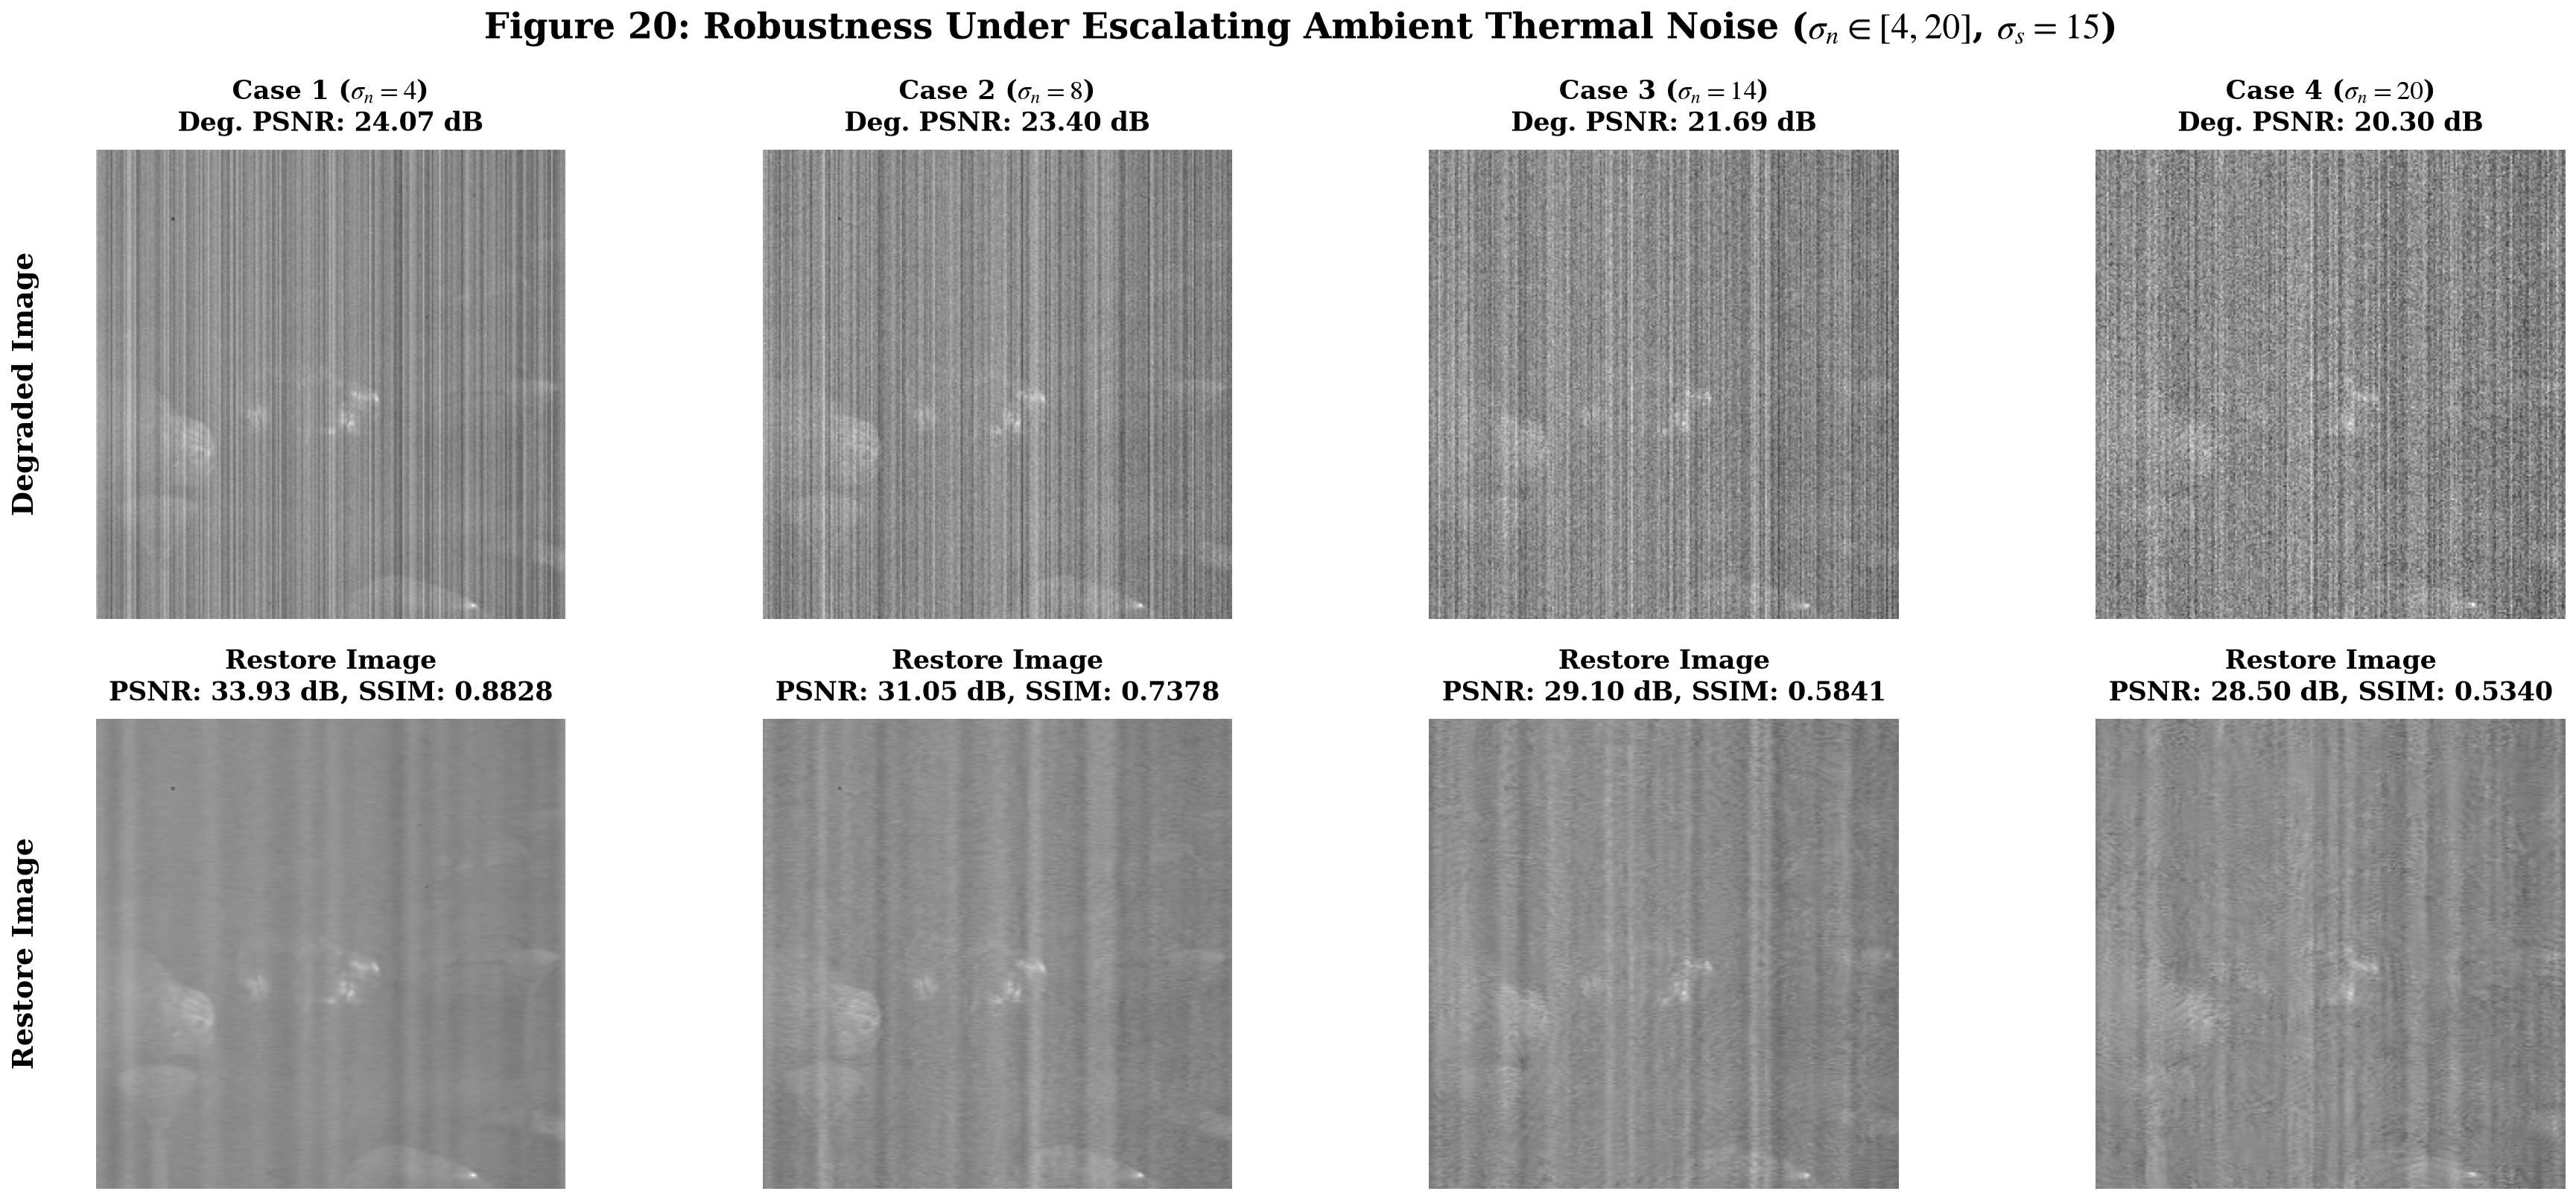 Figure 20: Robustness Under Escalating Ambient Thermal Noise (σₙ ∈ [4, 20], σₛ = 15)
Case 1 (σₙ = 4)
Deg. PSNR: 24.07 dB
Case 2 (σₙ = 8)
Deg. PSNR: 23.40 dB
Case 3 (σₙ = 14)
Deg. PSNR: 21.69 dB
Case 4 (σₙ = 20)
Deg. PSNR: 20.30 dB
Degraded Image
Restore Image
PSNR: 33.93 dB, SSIM: 0.8828
Restore Image
PSNR: 31.05 dB, SSIM: 0.7378
Restore Image
PSNR: 29.10 dB, SSIM: 0.5841
Restore Image
PSNR: 28.50 dB, SSIM: 0.5340
Restore Image